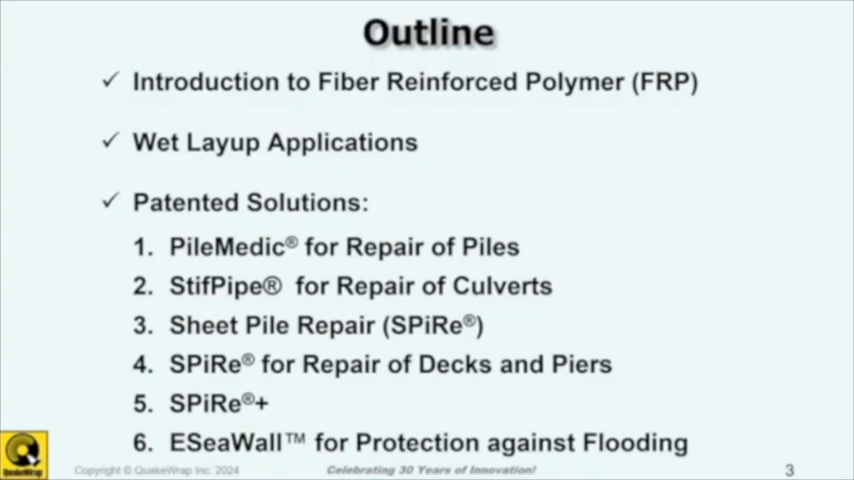 Outline
✓ Introduction to Fiber Reinforced Polymer (FRP)
✓ Wet Layup Applications
✓ Patented Solutions:
1. PileMedic® for Repair of Piles
2. StifPipe® for Repair of Culverts
3. Sheet Pile Repair (SPiRe®)
4. SPiRe® for Repair of Decks and Piers
5. SPiRe®+
6. ESeaWall™ for Protection against Flooding
QuakeWrap
Copyright © QuakeWrap Inc. 2024
Celebrating 30 Years of Innovation!
3